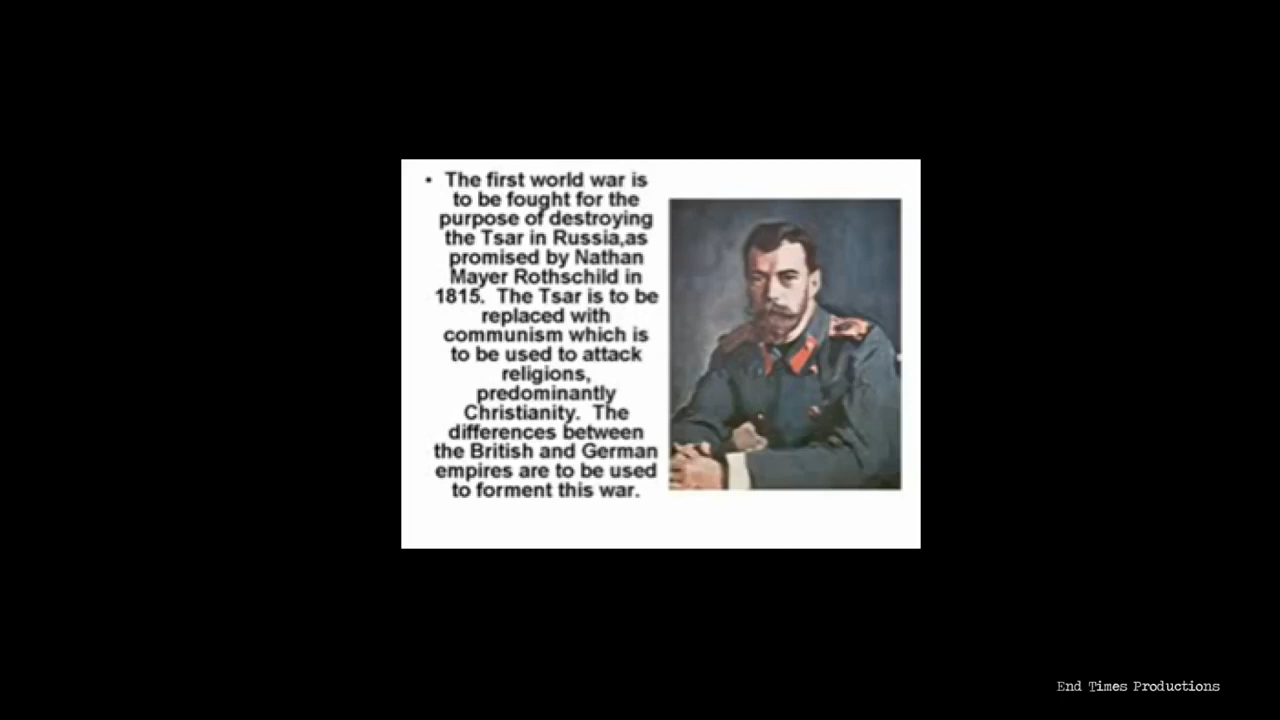 • The first world war is
to be fought for the
purpose of destroying
the Tsar in Russia,as
promised by Nathan
Mayer Rothschild in
1815. The Tsar is to be
replaced with
communism which is
to be used to attack
religions,
predominantly
Christianity. The
differences between
the British and German
empires are to be used
to forment this war.
End Times Productions